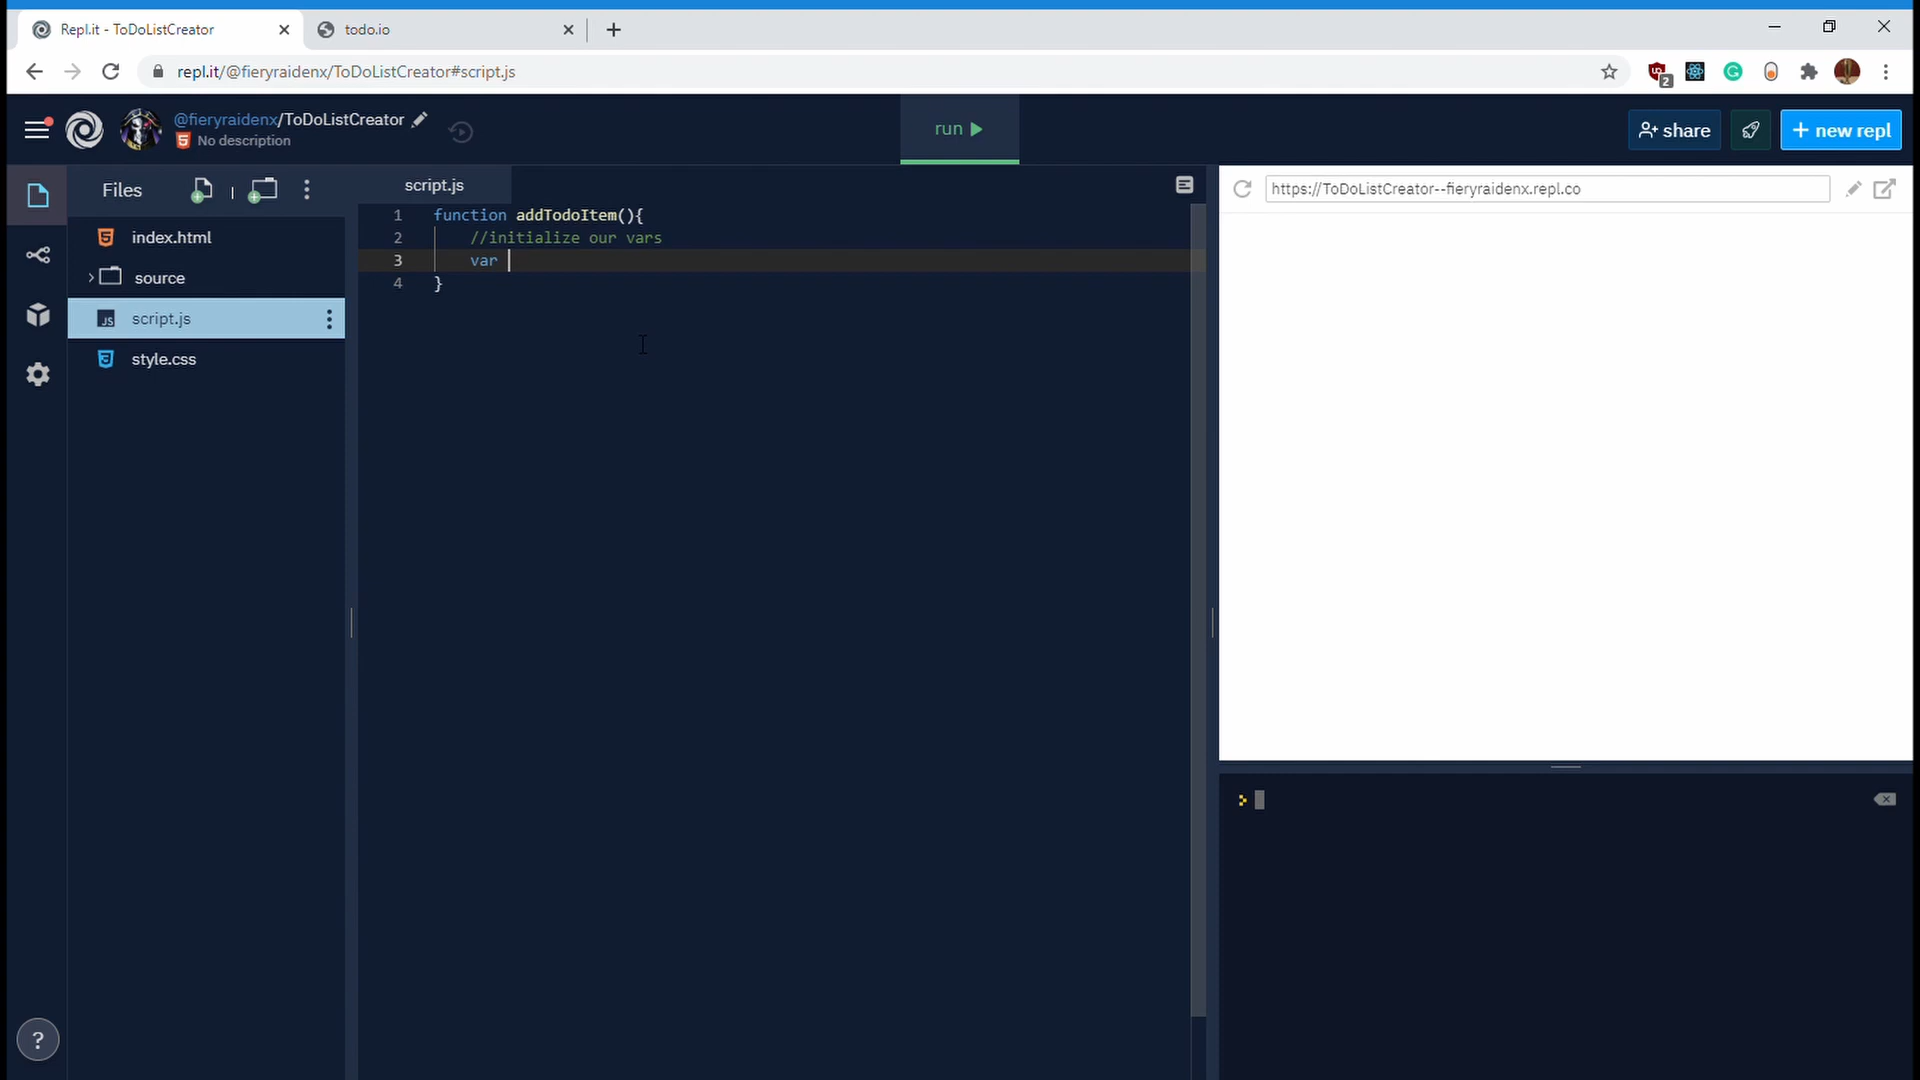 Repl.it - ToDoListCreator
todo.io
repl.it/@fieryraidenx/ToDoListCreator#script.js
2
@fieryraidenx/ToDoListCreator
No description
run
share
+ new repl
Files
script.js
https://ToDoListCreator--fieryraidenx.repl.co
index.html
source
script.js
style.css
1 function addTodoItem(){
2 //initialize our vars
3 var
4 }
>
?